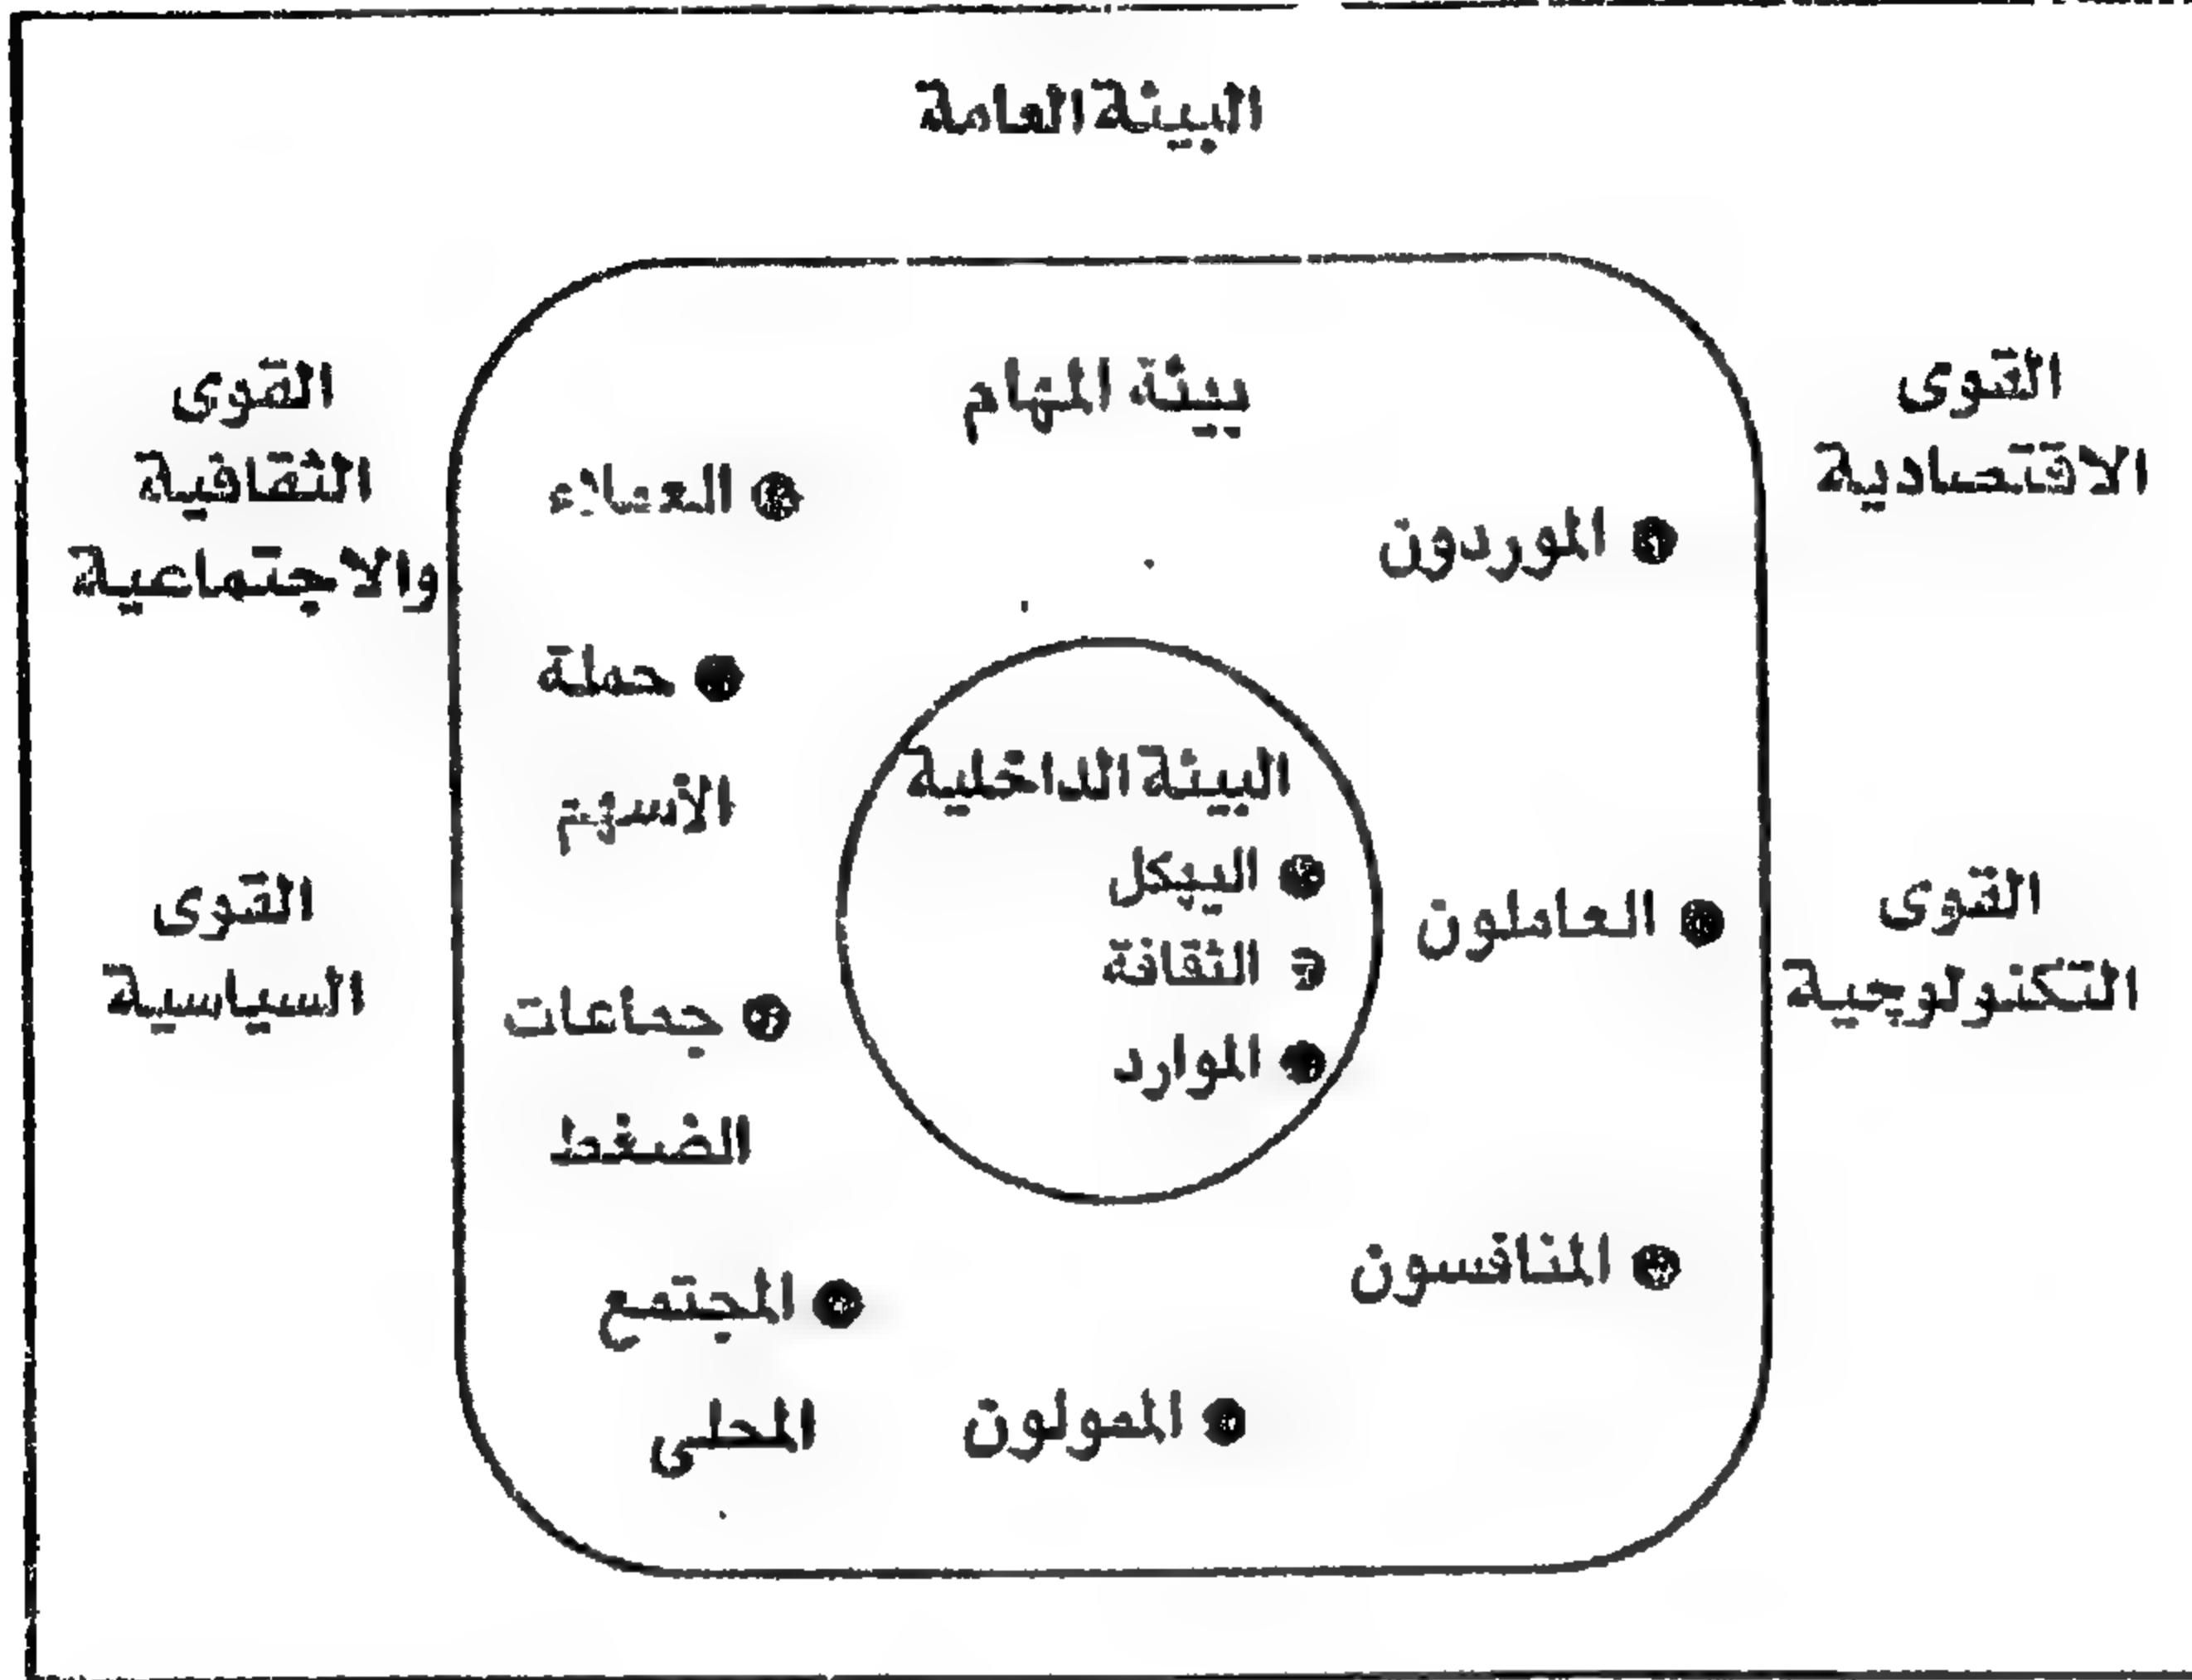 البيئة العامة
القوى
الاقتصادية
القوى
التكنولوجية
بيئة المهام
● الموردون
● العاملون
● المنافسون
● الممولون
● العملاء
● حملة
الأسهم
● جماعات
الضغط
● المجتمع
المحلى
البيئة الداخلية
● الهيكل
● الثقافة
● الموارد
القوى
الثقافية
والاجتماعية
القوى
السياسية